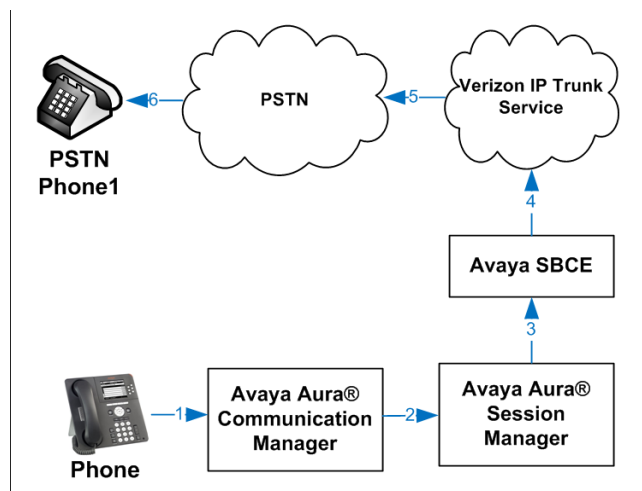 6
PSTN
5
Verizon IP Trunk
Service
PSTN
Phone1
4
Avaya SBCE
3
1
Avaya Aura®
Communication
Manager
2
Avaya Aura®
Session
Manager
Phone